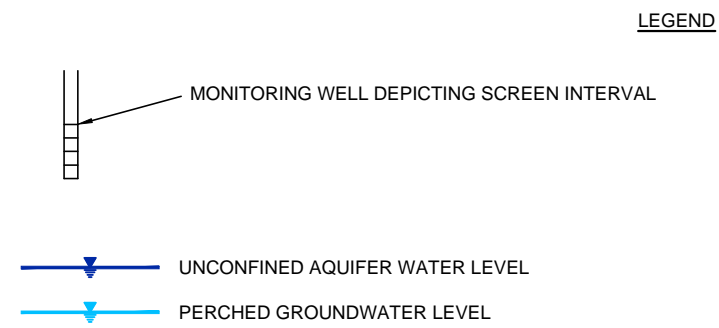 LEGEND
MONITORING WELL DEPICTING SCREEN INTERVAL
UNCONFINED AQUIFER WATER LEVEL
PERCHED GROUNDWATER LEVEL